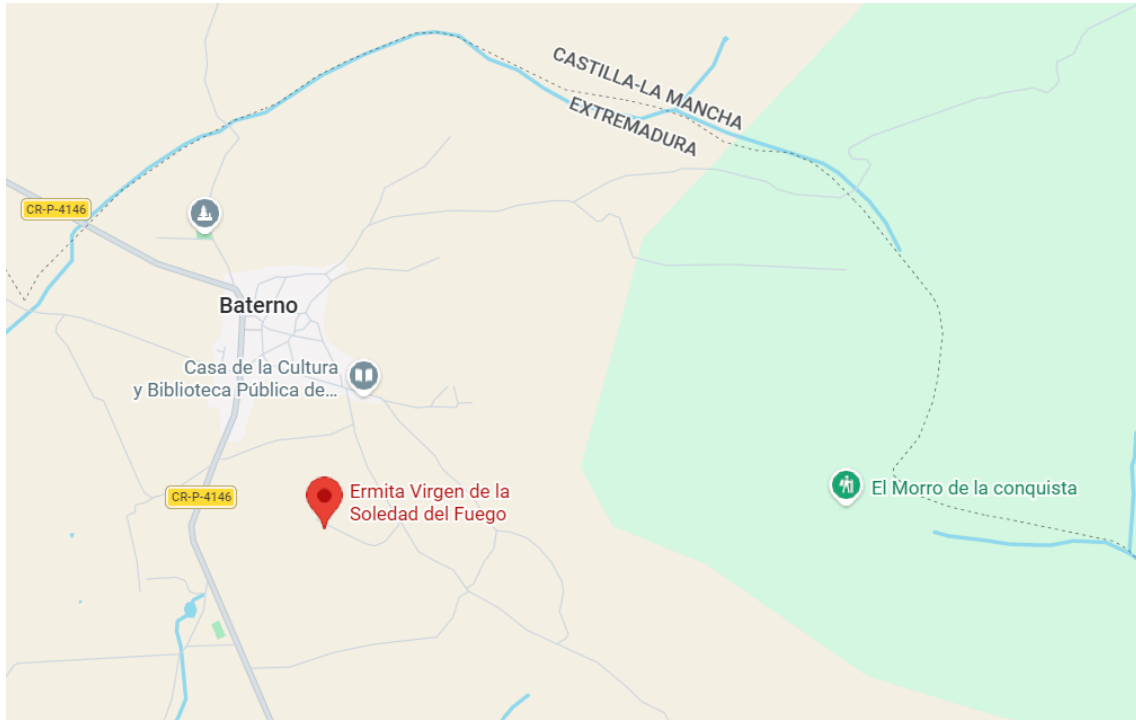 CASTILLA-LA MANCHA
EXTREMADURA
CR-P-4146
Baterno
Casa de la Cultura
y Biblioteca Pública de...
CR-P-4146
Ermita Virgen de la
Soledad del Fuego
El Morro de la conquista